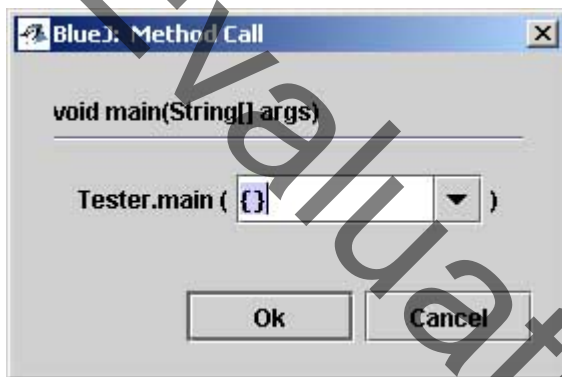 BlueJ: Method Call
void main(String[] args)
Tester.main ( {} )
Ok Cancel